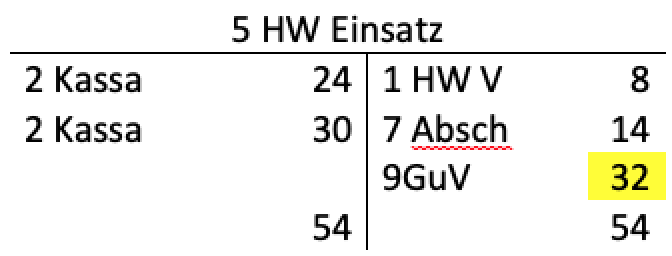 5 HW Einsatz
2 Kassa 24 1 HW V 8
2 Kassa 30 7 Absch 14
9GuV 32
54 54